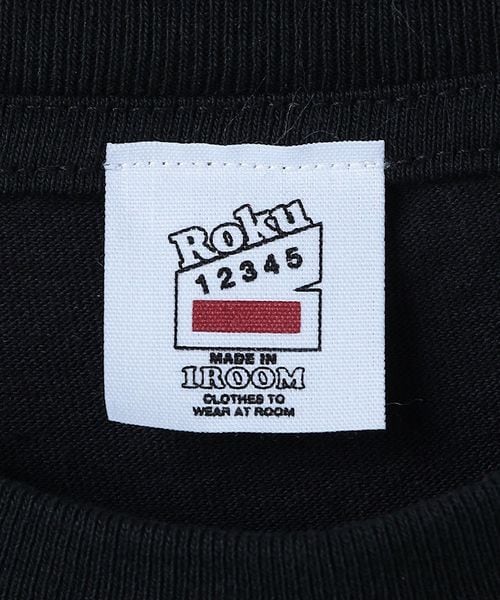 Roku
12345
MADE IN
1ROOM
CLOTHES TO
WEAR AT ROOM